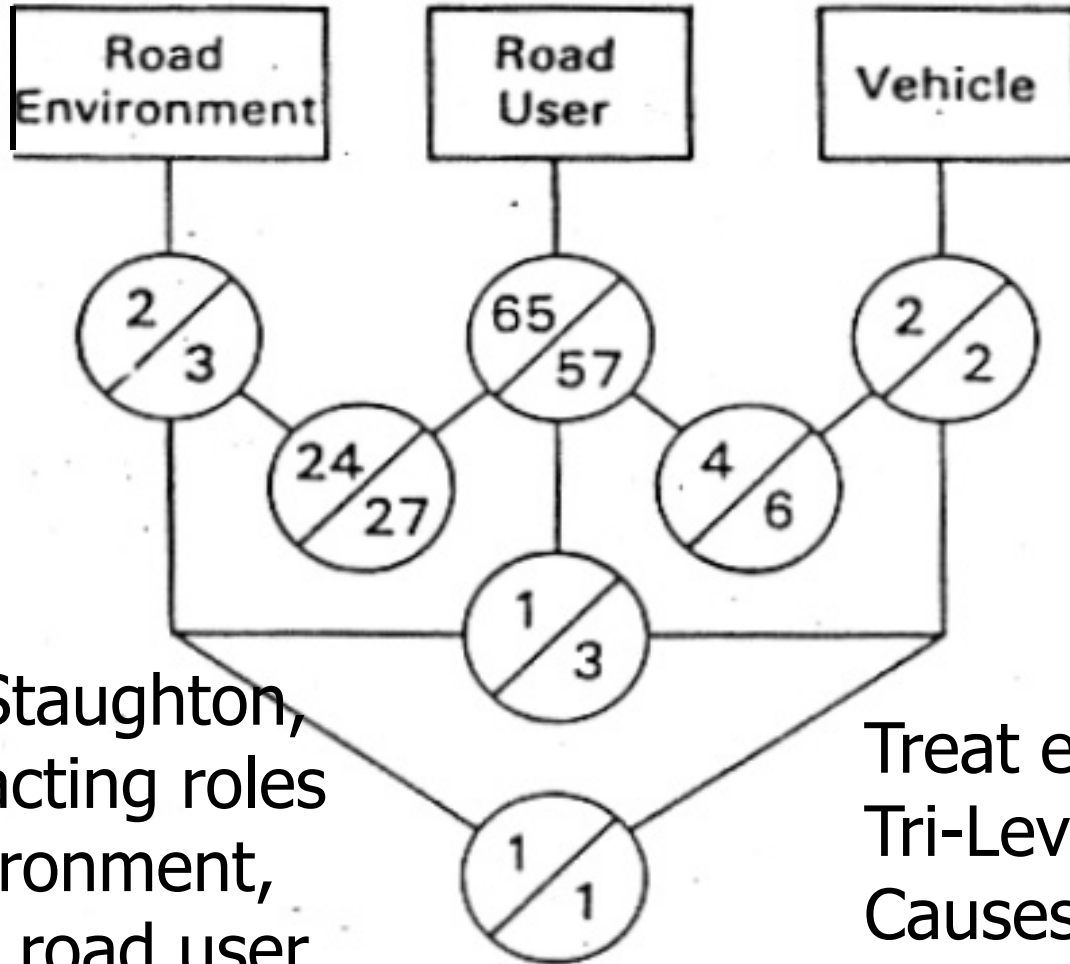 Road
Environment
Road
User
Vehicle
2
3
65
57
2
2
24
27
4
6
1
3
Staughton,
acting roles
ronment,
road user
1
1
Treat e
Tri-Lev
Causes